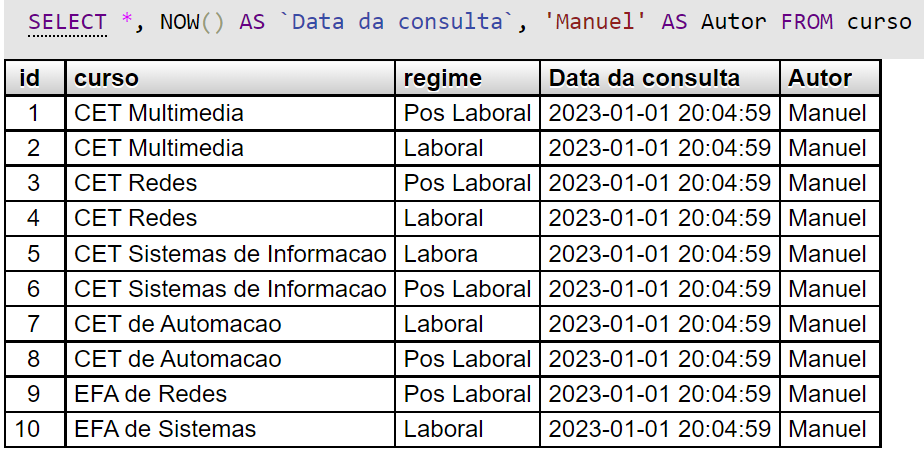 SELECT *, NOW() AS `Data da consulta`, 'Manuel' AS Autor FROM curso
id curso regime Data da consulta Autor
1 CET Multimedia Pos Laboral 2023-01-01 20:04:59 Manuel
2 CET Multimedia Laboral 2023-01-01 20:04:59 Manuel
3 CET Redes Pos Laboral 2023-01-01 20:04:59 Manuel
4 CET Redes Laboral 2023-01-01 20:04:59 Manuel
5 CET Sistemas de Informacao Labora 2023-01-01 20:04:59 Manuel
6 CET Sistemas de Informacao Pos Laboral 2023-01-01 20:04:59 Manuel
7 CET de Automacao Laboral 2023-01-01 20:04:59 Manuel
8 CET de Automacao Pos Laboral 2023-01-01 20:04:59 Manuel
9 EFA de Redes Pos Laboral 2023-01-01 20:04:59 Manuel
10 EFA de Sistemas Laboral 2023-01-01 20:04:59 Manuel